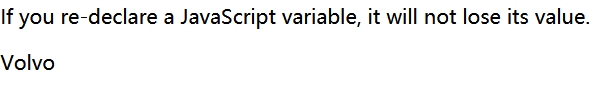 If you re-declare a JavaScript variable, it will not lose its value.
Volvo